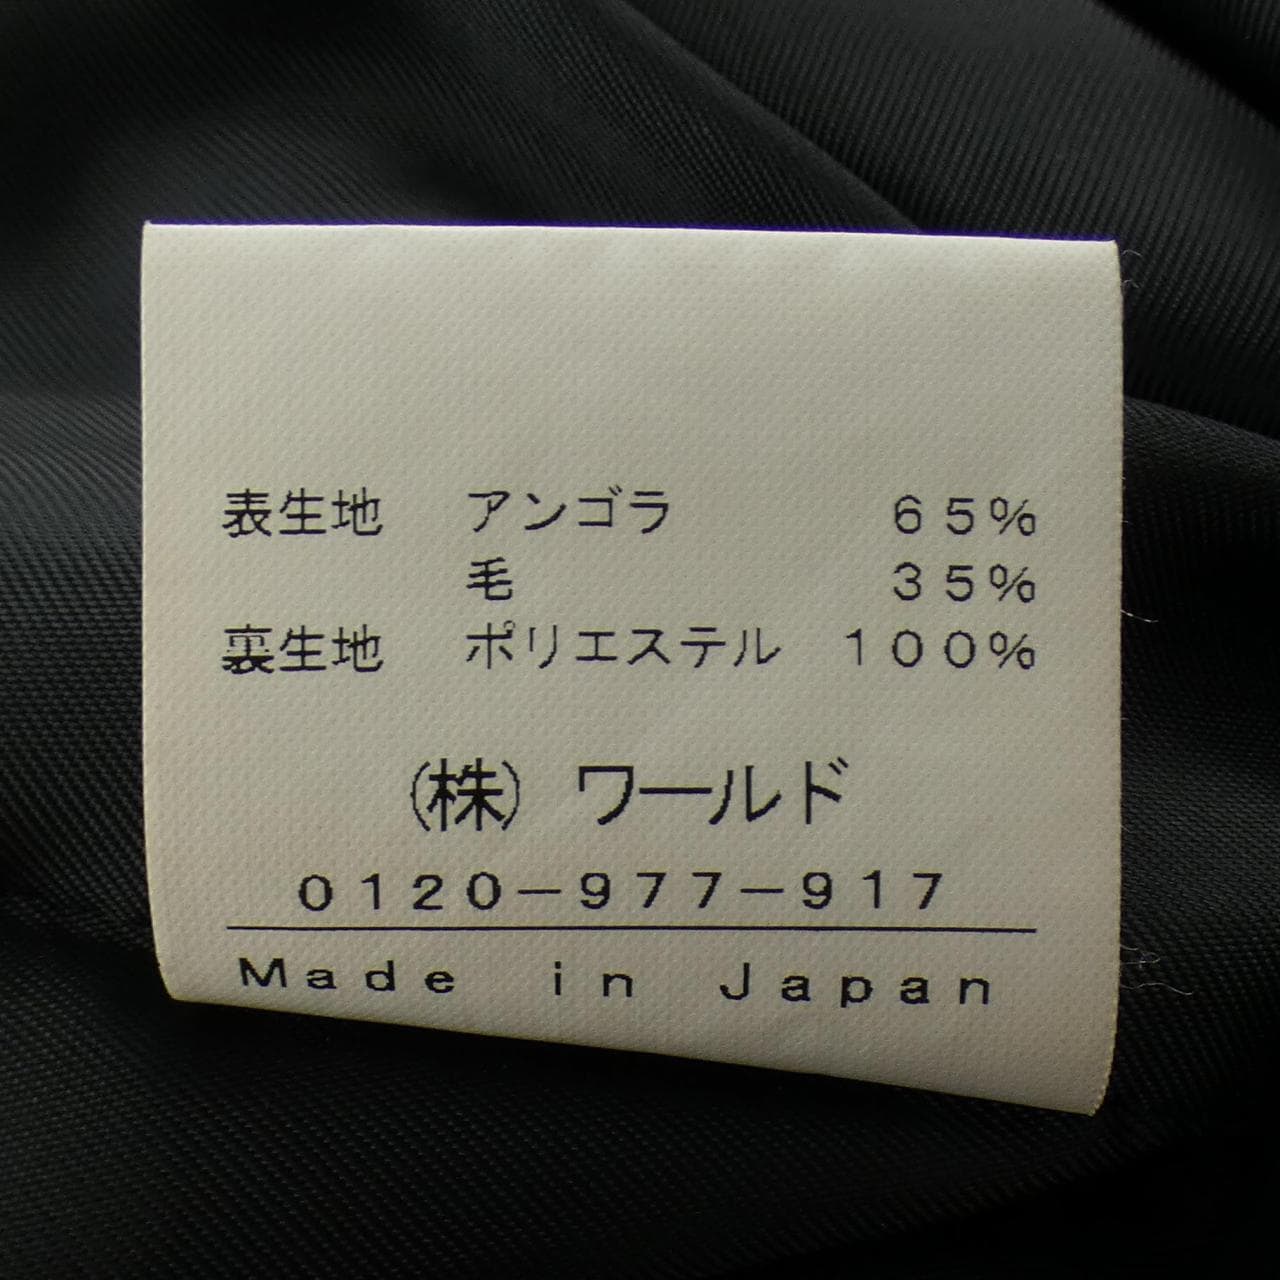 表生地 アンゴラ 65%
毛 35%
裏生地 ポリエステル 100%
(株) ワールド
0120-977-917
Made in Japan